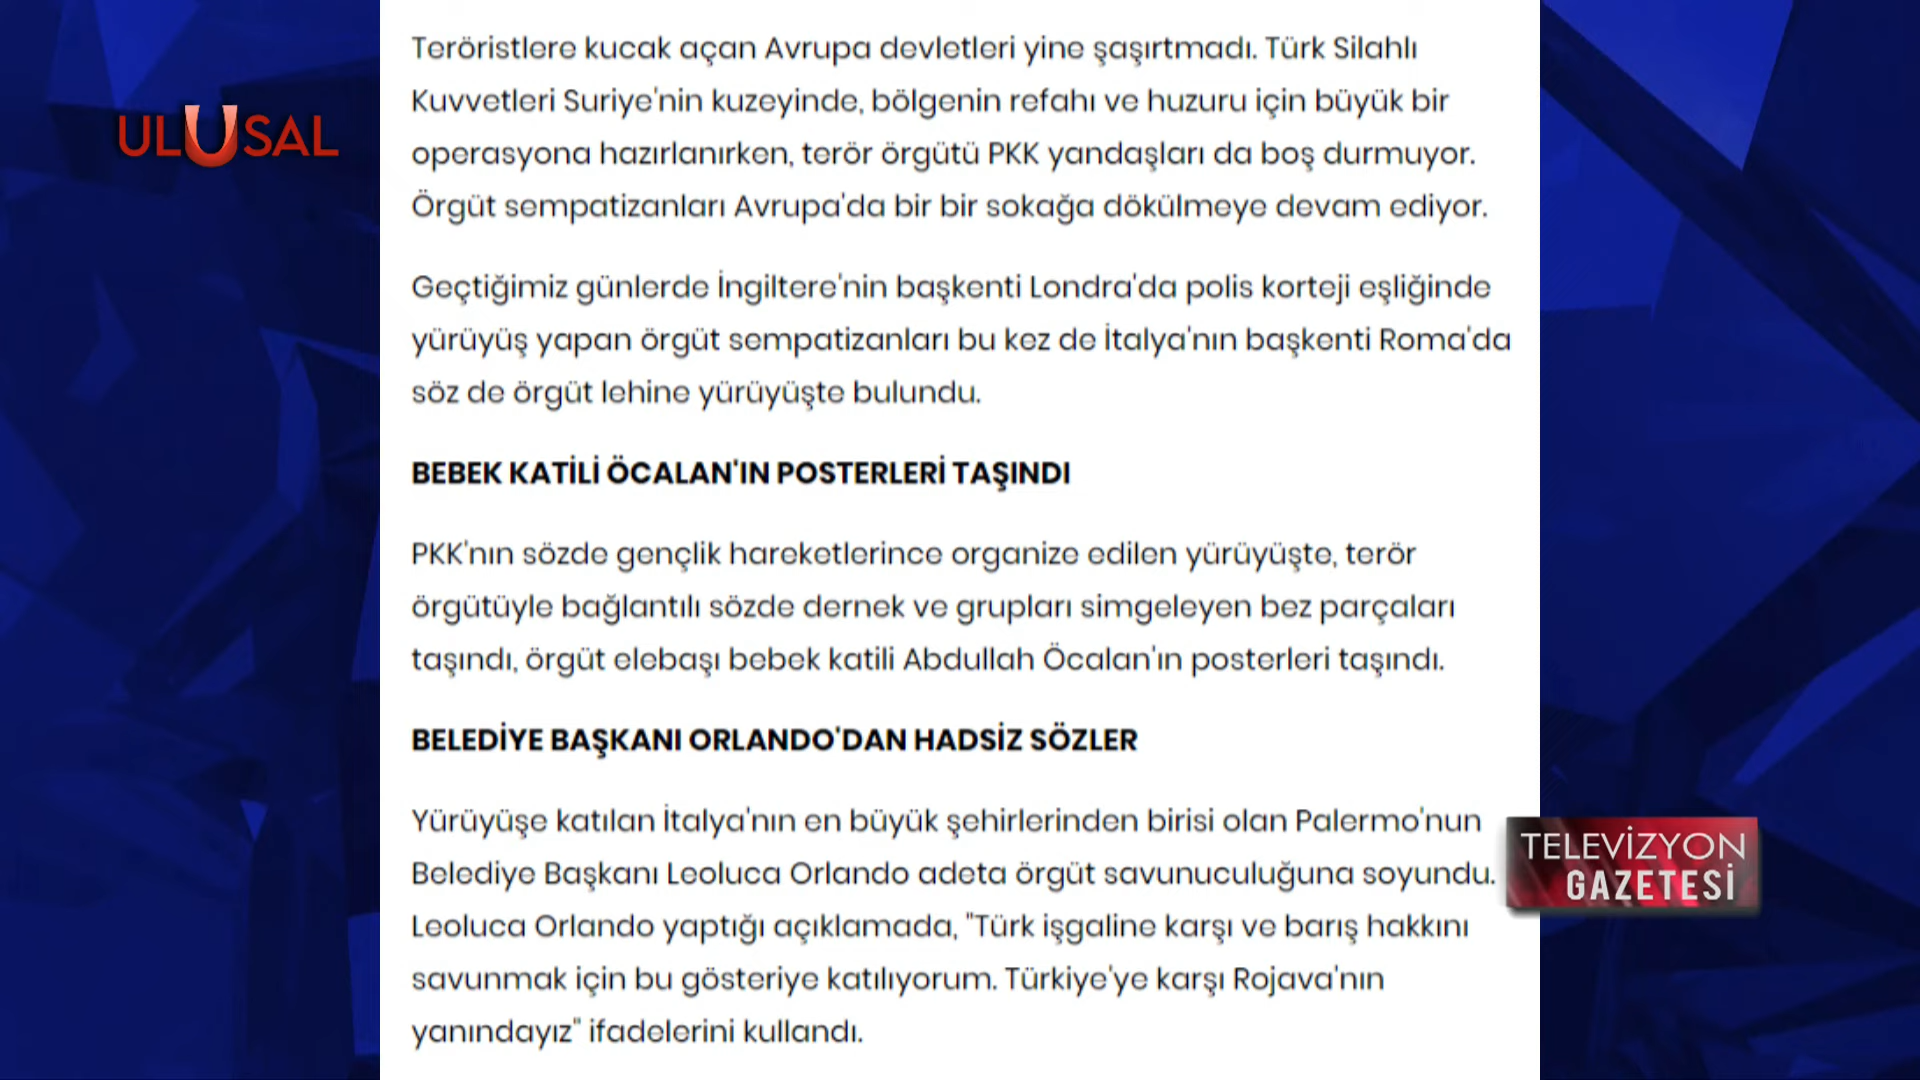 Teröristlere kucak açan Avrupa devletleri yine şaşırtmadı. Türk Silahlı
Kuvvetleri Suriye'nin kuzeyinde, bölgenin refahı ve huzuru için büyük bir
operasyona hazırlanırken, terör örgütü PKK yandaşları da boş durmuyor.
Örgüt sempatizanları Avrupa'da bir bir sokağa dökülmeye devam ediyor.
ULUSAL
Geçtiğimiz günlerde İngiltere'nin başkenti Londra'da polis korteji eşliğinde
yürüyüş yapan örgüt sempatizanları bu kez de İtalya'nın başkenti Roma'da
söz de örgüt lehine yürüyüşte bulundu.
BEBEK KATİLİ ÖCALAN'IN POSTERLERİ TAŞINDI
PKK'nın sözde gençlik hareketlerince organize edilen yürüyüşte, terör
örgütüyle bağlantılı sözde dernek ve grupları simgeleyen bez parçaları
taşındı, örgüt elebaşı bebek katili Abdullah Öcalan'ın posterleri taşındı.
BELEDİYE BAŞKANI ORLANDO'DAN HADSİZ SÖZLER
Yürüyüşe katılan İtalya'nın en büyük şehirlerinden birisi olan Palermo'nun
Belediye Başkanı Leoluca Orlando adeta örgüt savunuculuğuna soyundu.
Leoluca Orlando yaptığı açıklamada, "Türk işgaline karşı ve barış hakkını
savunmak için bu gösteriye katılıyorum. Türkiye'ye karşı Rojava'nın
yanındayız" ifadelerini kullandı.
TELEVİZYON
GAZETESİ